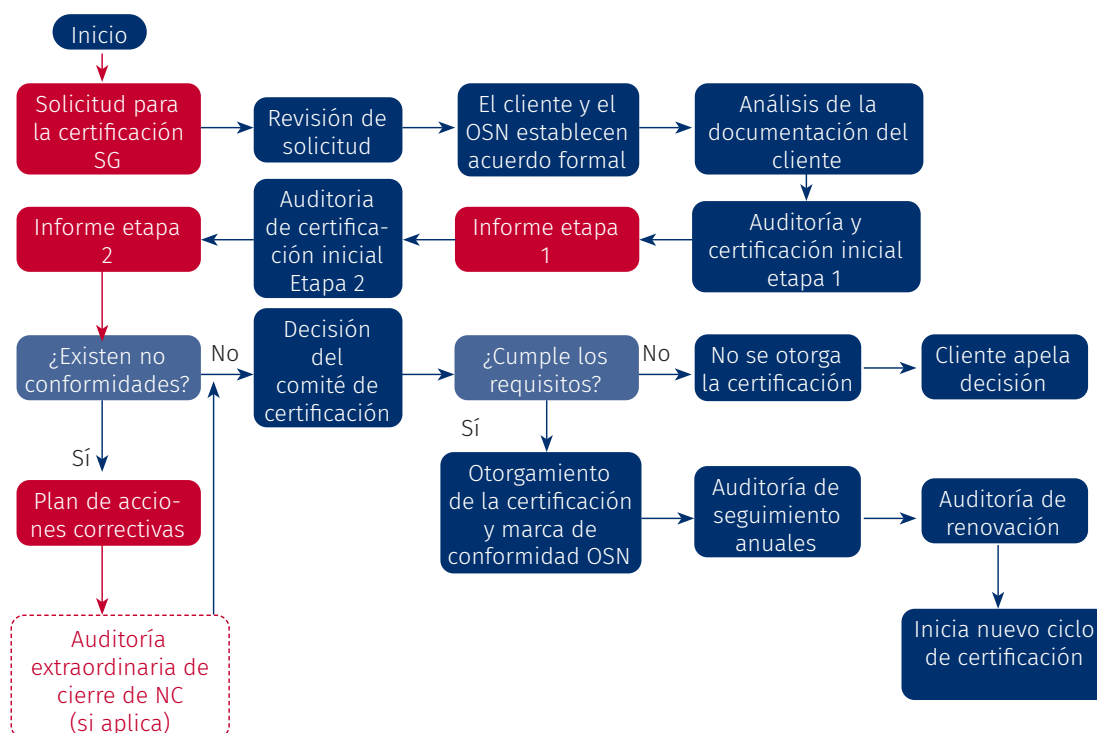 Inicio
Solicitud para
la certificación
SG
Revisión de
solicitud
El cliente y el
OSN establecen
acuerdo formal
Análisis de la
documentación del
cliente
Auditoría y
certificación inicial
etapa 1
Informe etapa
1
Auditoria
de certifica-
ción inicial
Etapa 2
Informe etapa
2
¿Existen no
conformidades?
No
Decisión
del
comité de
certificación
¿Cumple los
requisitos?
No
No se otorga
la certificación
Cliente apela
decisión
Sí
Plan de accio-
nes correctivas
Auditoría
extraordinaria de
cierre de NC
(si aplica)
Sí
Otorgamiento
de la certificación
y marca de
conformidad OSN
Auditoría de
seguimiento
anuales
Auditoría de
renovación
Inicia nuevo ciclo
de certificación